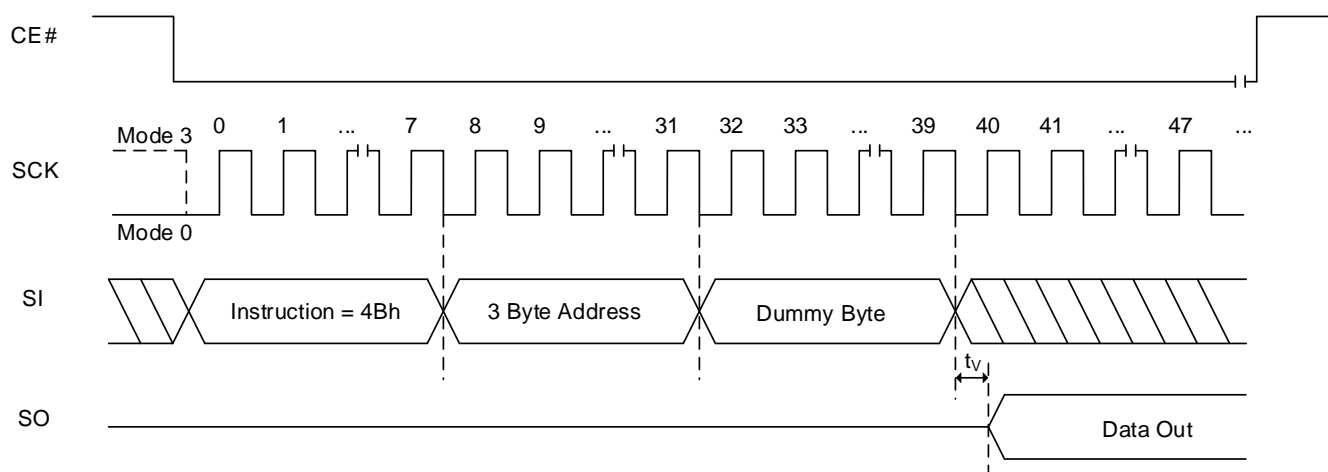 CE#
Mode 3
0 1 ... 7 8 9 ... 31 32 33 ... 39 40 41 ... 47 ...
SCK
Mode 0
SI
Instruction = 4Bh
3 Byte Address
Dummy Byte
tV
SO
Data Out